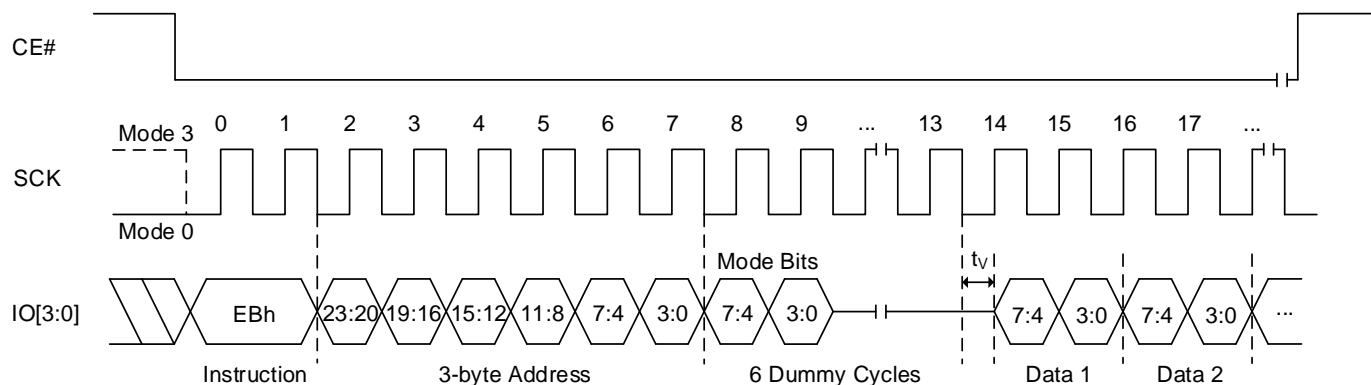 CE#
Mode 3 0 1 2 3 4 5 6 7 8 9 ... 13 14 15 16 17 ...
SCK
Mode 0
Mode Bits tV
IO[3:0] EBh 23:20 19:16 15:12 11:8 7:4 3:0 7:4 3:0 7:4 3:0 7:4 3:0 ...
Instruction 3-byte Address 6 Dummy Cycles Data 1 Data 2